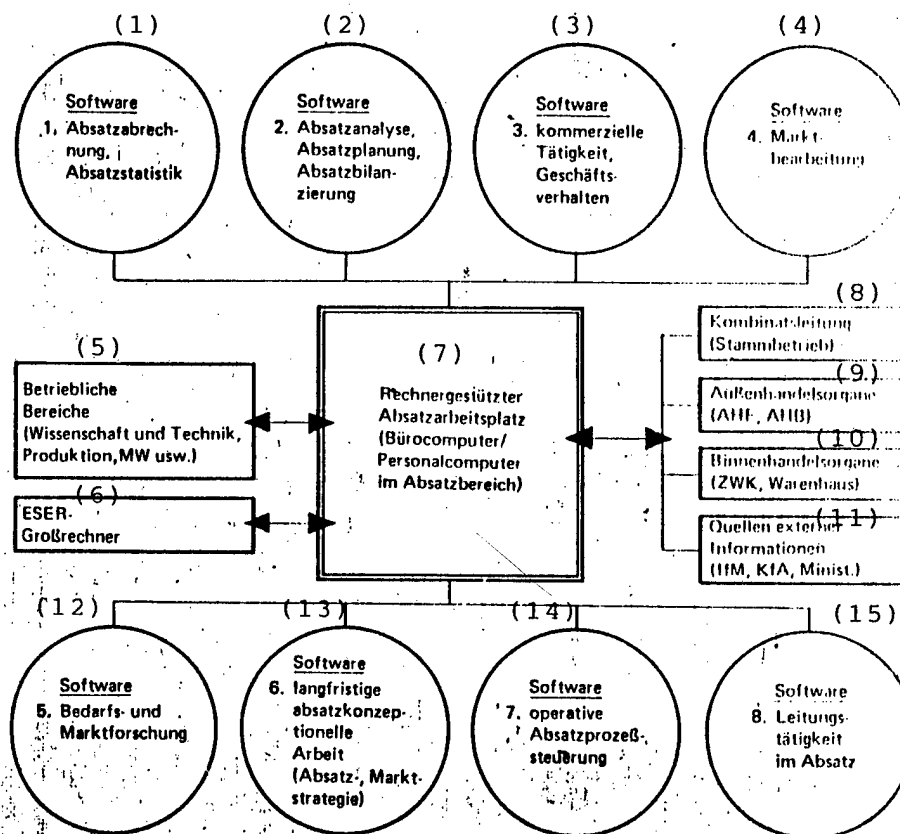 (1)
Software
1. Absatzabrech-
nung,
Absatzstatistik
(2)
Software
2. Absatzanalyse,
Absatzplanung,
Absatzbilan-
zierung
(3)
Software
3. kommerzielle
Tätigkeit,
Geschäfts-
verhalten
(4)
Software
4. Markt-
bearbeitung
(5)
Betriebliche
Bereiche
(Wissenschaft und Technik,
Produktion, MW usw.)
(6)
ESER-
Großrechner
(7)
Rechnergestützter
Absatzarbeitsplatz
(Bürocomputer/
Personalcomputer
im Absatzbereich)
(8)
Kombinatsleitung
(Stammbetrieb)
(9)
Außenhandelsorgane
(AHF, AHB)
(10)
Binnenhandelsorgane
(ZWK, Warenhaus)
(11)
Quellen externer
Informationen
(IfM, KfA, Minist.)
(12)
Software
5. Bedarfs- und
Marktforschung
(13)
Software
6. langfristige
absatzkonzep-
tionelle
Arbeit
(Absatz-, Markt-
strategie)
(14)
Software
7. operative
Absatzprozeß-
steuerung
(15)
Software
8. Leitungs-
tätigkeit
im Absatz